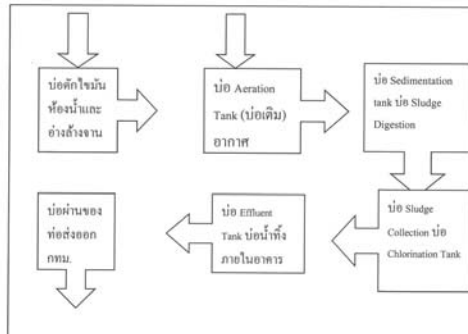 บ่อดักไขมัน
ห้องน้ำและ
อ่างล้างจาน
บ่อ Aeration
Tank (บ่อเติม)
อากาศ
บ่อ Sedimentation
tank บ่อ Sludge
Digestion
บ่อ Sludge
Collection บ่อ
Chlorination Tank
บ่อ Effluent
Tank บ่อน้ำทิ้ง
ภายในอาคาร
บ่อผ่านของ
ท่อส่งออก
กทม.